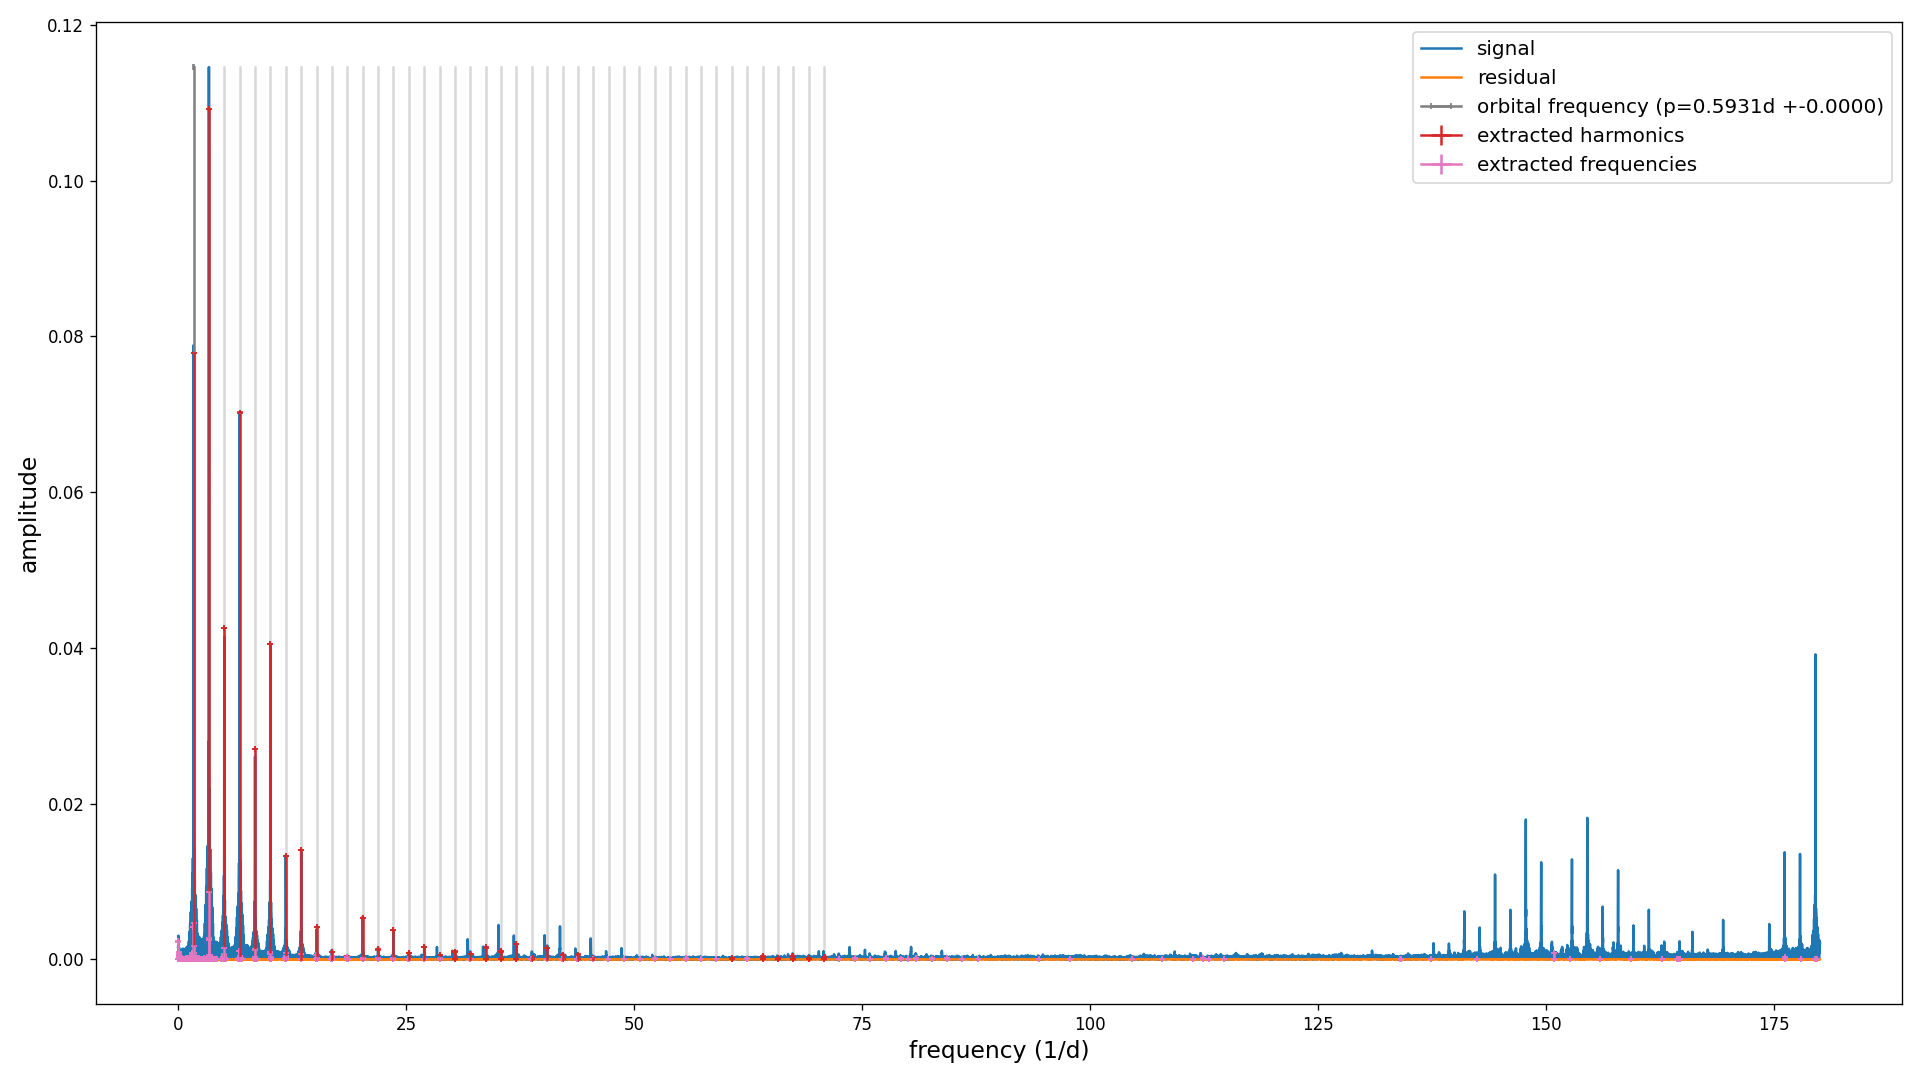 0.12
0.10
0.08
0.06
0.04
0.02
0.00
amplitude
0 25 50 75 100 125 150 175
frequency (1/d)
signal
residual
orbital frequency (p=0.5931d +-0.0000)
extracted harmonics
extracted frequencies